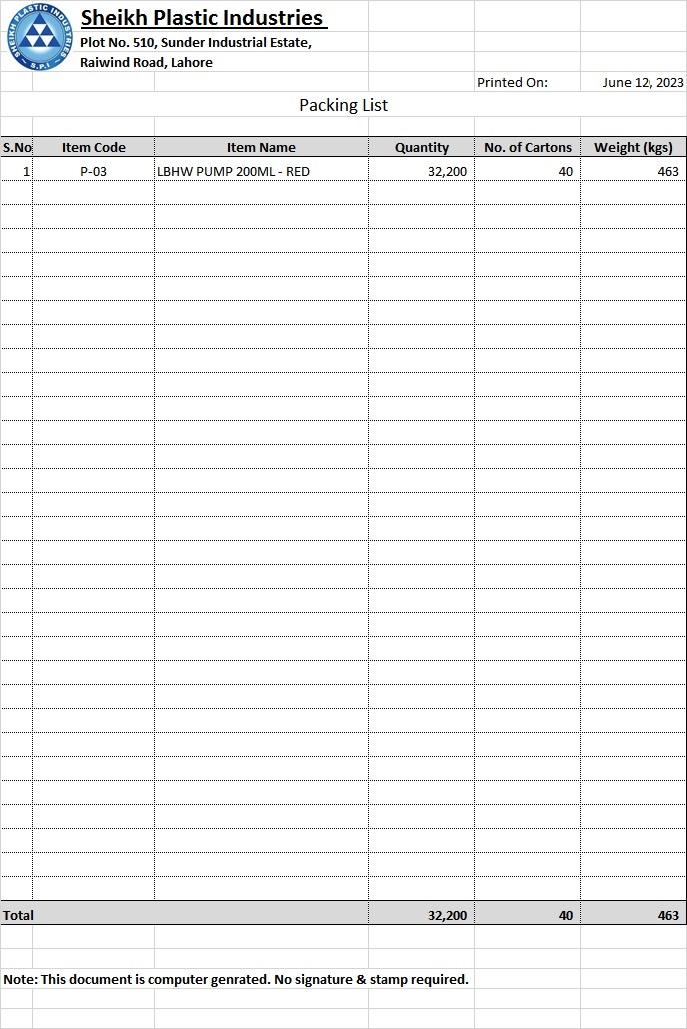 SHEIKH PLASTIC INDUSTRIES
~ S.P.I ~
Sheikh Plastic Industries
Plot No. 510, Sunder Industrial Estate,
Raiwind Road, Lahore
Printed On: June 12, 2023
Packing List
S.No Item Code Item Name Quantity No. of Cartons Weight (kgs)
1 P-03 LBHW PUMP 200ML - RED 32,200 40 463
Total 32,200 40 463
Note: This document is computer genrated. No signature & stamp required.